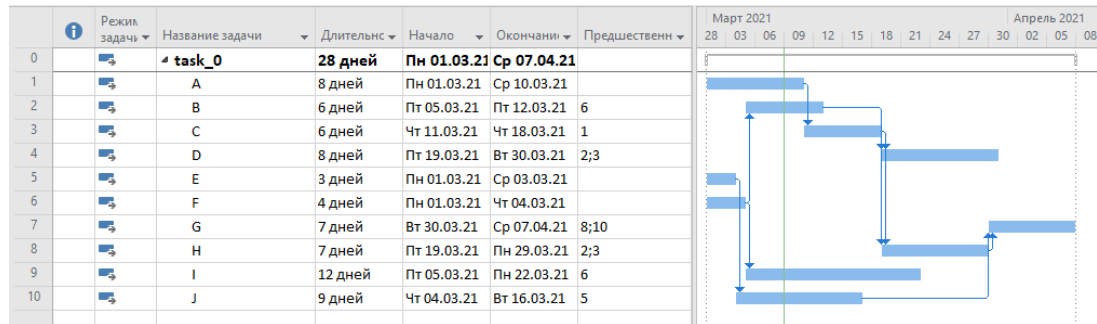 Режим задачи Название задачи Длительнс Начало Окончани Предшественн
Март 2021 Апрель 2021
28 03 06 09 12 15 18 21 24 27 30 02 05 08
0 task_0 28 дней Пн 01.03.21 Ср 07.04.21
1 A 8 дней Пн 01.03.21 Ср 10.03.21
2 B 6 дней Пт 05.03.21 Пт 12.03.21 6
3 C 6 дней Чт 11.03.21 Чт 18.03.21 1
4 D 8 дней Пт 19.03.21 Вт 30.03.21 2;3
5 E 3 дней Пн 01.03.21 Ср 03.03.21
6 F 4 дней Пн 01.03.21 Чт 04.03.21
7 G 7 дней Вт 30.03.21 Ср 07.04.21 8;10
8 H 7 дней Пт 19.03.21 Пн 29.03.21 2;3
9 I 12 дней Пт 05.03.21 Пн 22.03.21 6
10 J 9 дней Чт 04.03.21 Вт 16.03.21 5